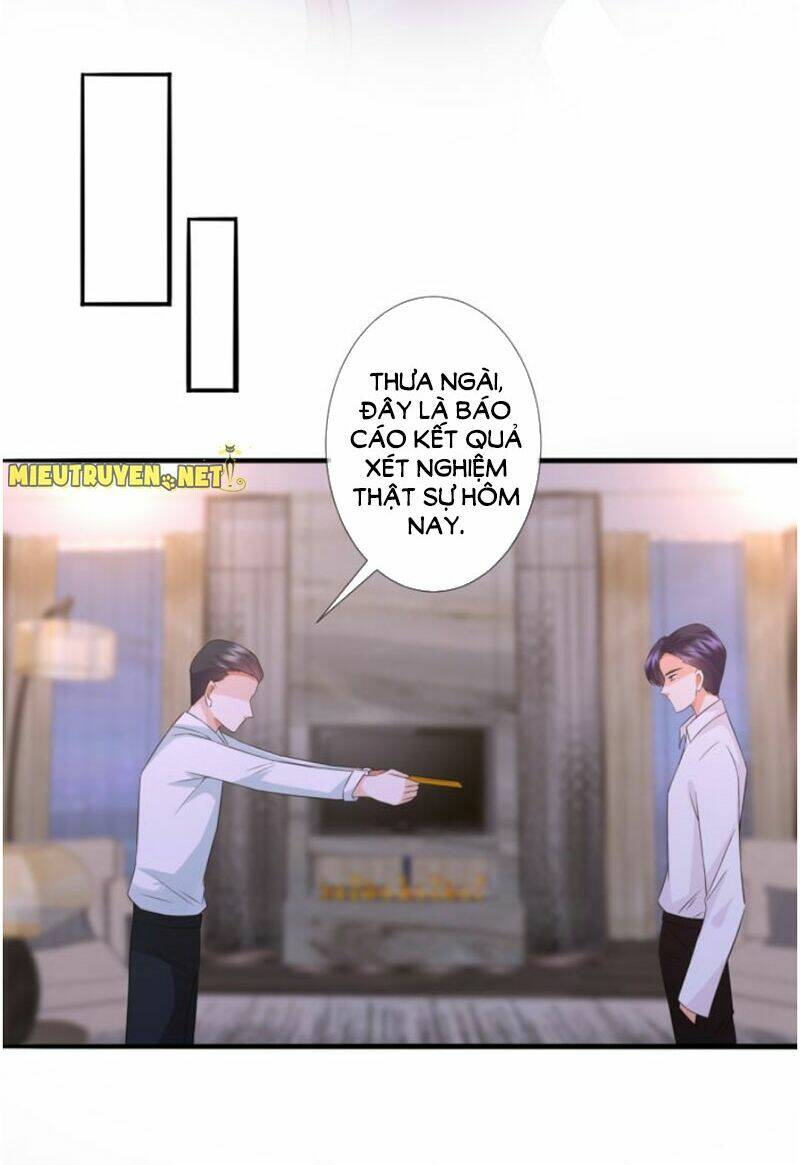 THƯA NGÀI,
ĐÂY LÀ BÁO
CÁO KẾT QUẢ
XÉT NGHIỆM
THẬT SỰ HÔM
NAY.
MIEUTRUYEN.NET